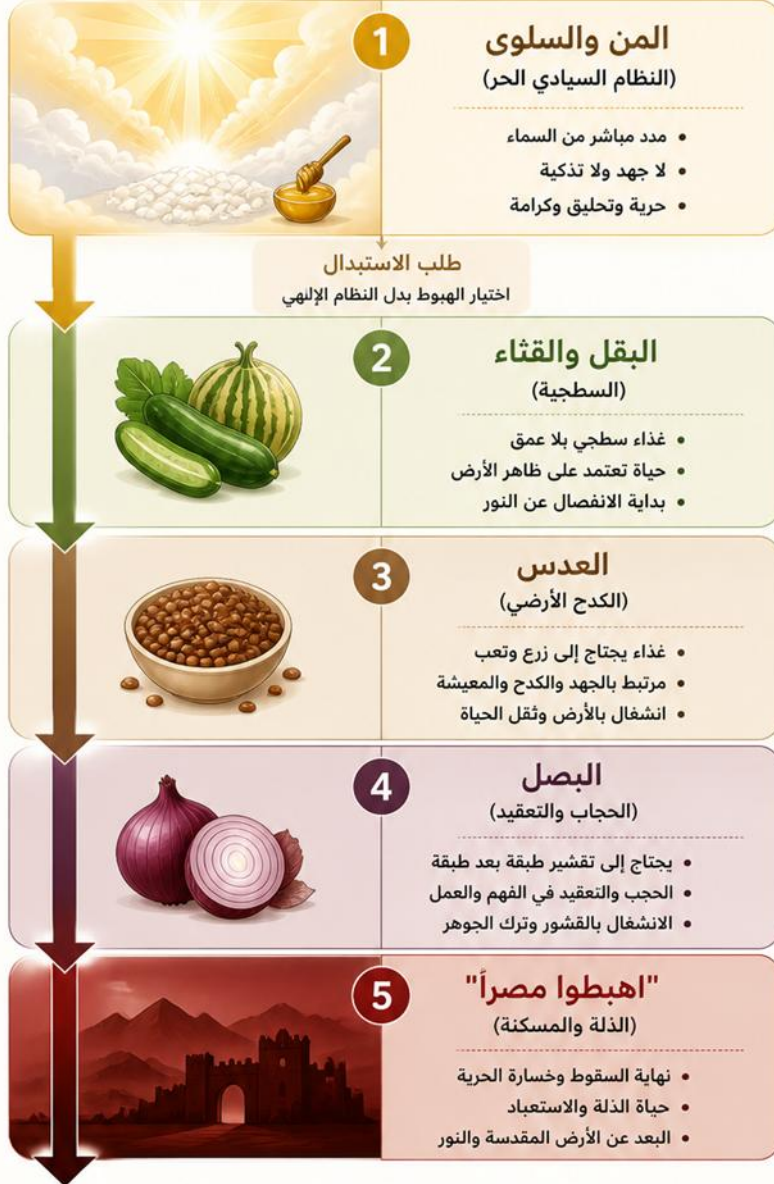 1
المن والسلوى
(النظام السيادي الحر)
• مدد مباشر من السماء
• لا جهد ولا تذكية
• حرية وتحليق وكرامة
طلب الاستبدال
اختيار الهبوط بدل النظام الإلهي
2
البقل والقثاء
(السطحية)
• غذاء سطحي بلا عمق
• حياة تعتمد على ظاهر الأرض
• بداية الانفصال عن النور
3
العدس
(الكدح الأرضي)
• غذاء يحتاج إلى زرع وتعب
• مرتبط بالجهد والكدح والمعيشة
• انشغال بالأرض وثقل الحياة
4
البصل
(الحجاب والتعقيد)
• يحتاج إلى تقشير طبقة بعد طبقة
• الحجب والتعقيد في الفهم والعمل
• الانشغال بالقشور وترك الجوهر
5
"اهبطوا مصراً"
(الذلة والمسكنة)
• نهاية السقوط وخسارة الحرية
• حياة الذلة والاستعباد
• البعد عن الأرض المقدسة والنور